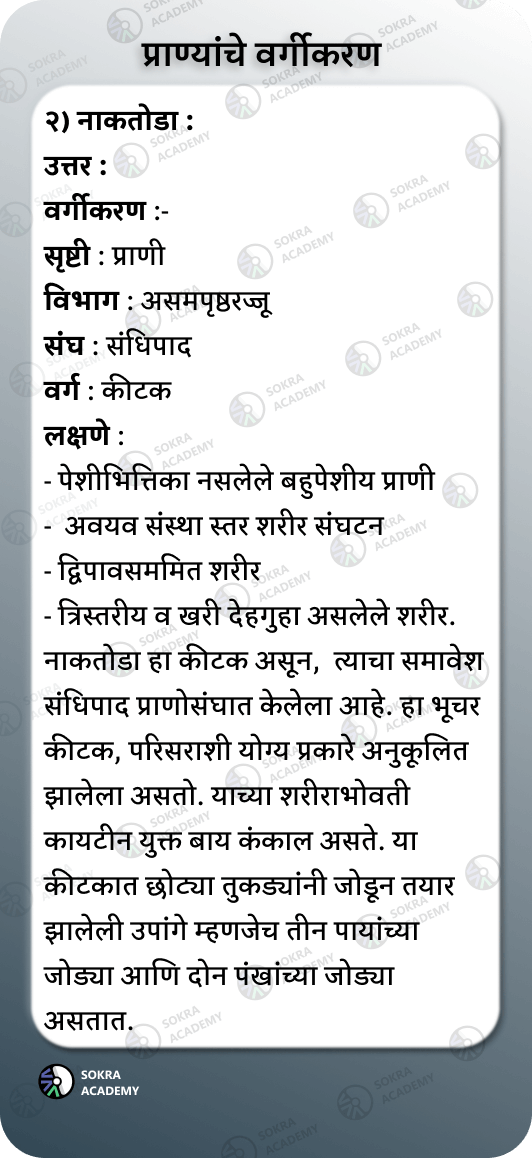 प्राण्यांचे वर्गीकरण
२) नाकतोडा :
उत्तर :
वर्गीकरण :-
सृष्टी : प्राणी
विभाग : असमपृष्ठरज्जू
संघ : संधिपाद
वर्ग : कीटक
लक्षणे :
- पेशीभित्तिका नसलेले बहुपेशीय प्राणी
- अवयव संस्था स्तर शरीर संघटन
- द्विपावसममित शरीर
- त्रिस्तरीय व खरी देहगुहा असलेले शरीर.
नाकतोडा हा कीटक असून, त्याचा समावेश
संधिपाद प्राणोसंघात केलेला आहे. हा भूचर
कीटक, परिसराशी योग्य प्रकारे अनुकूलित
झालेला असतो. याच्या शरीराभोवती
कायटीन युक्त बाय कंकाल असते. या
कीटकात छोट्या तुकड्यांनी जोडून तयार
झालेली उपांगे म्हणजेच तीन पायांच्या
जोड्या आणि दोन पंखांच्या जोड्या
असतात.
SOKRA
ACADEMY